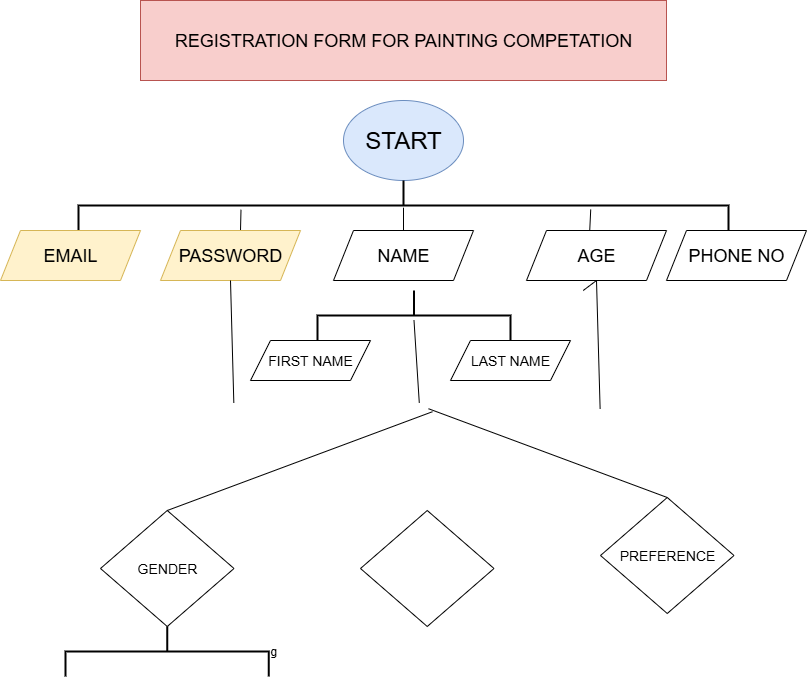 REGISTRATION FORM FOR PAINTING COMPETATION
START
EMAIL
PASSWORD
NAME
AGE
PHONE NO
FIRST NAME
LAST NAME
GENDER
PREFERENCE
g